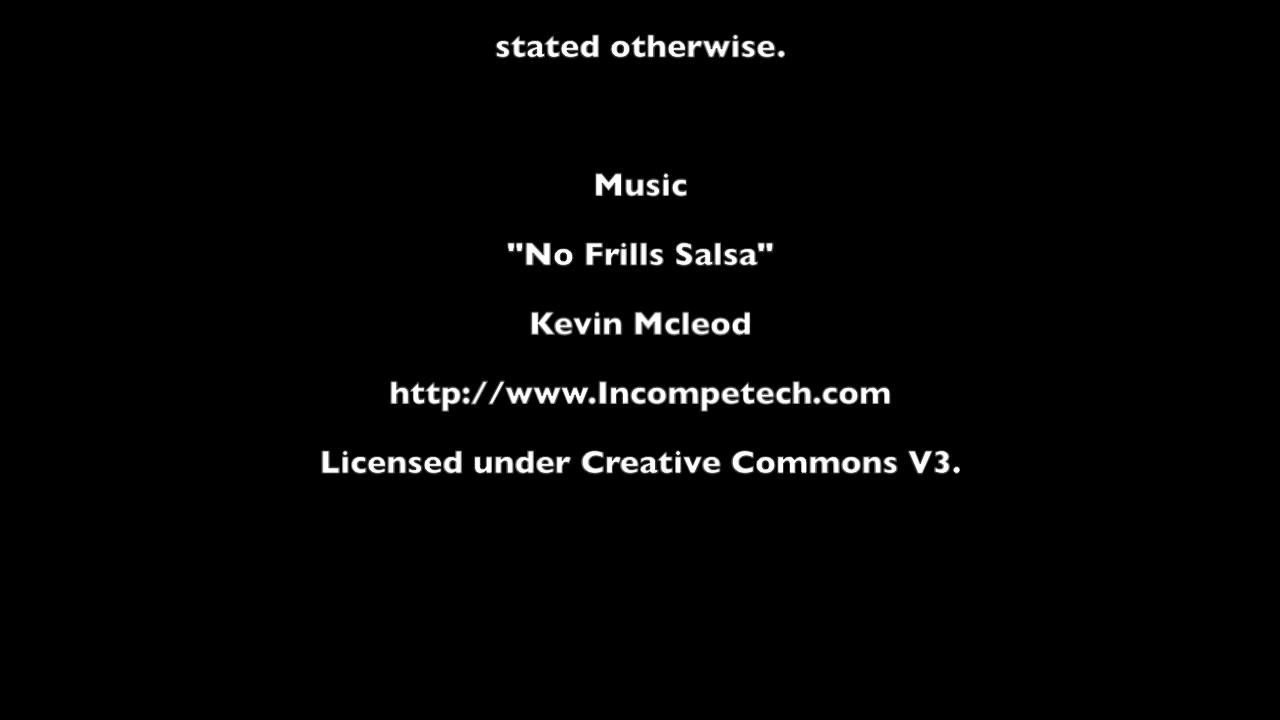 stated otherwise.
Music
"No Frills Salsa"
Kevin Mcleod
http://www.Incompetech.com
Licensed under Creative Commons V3.